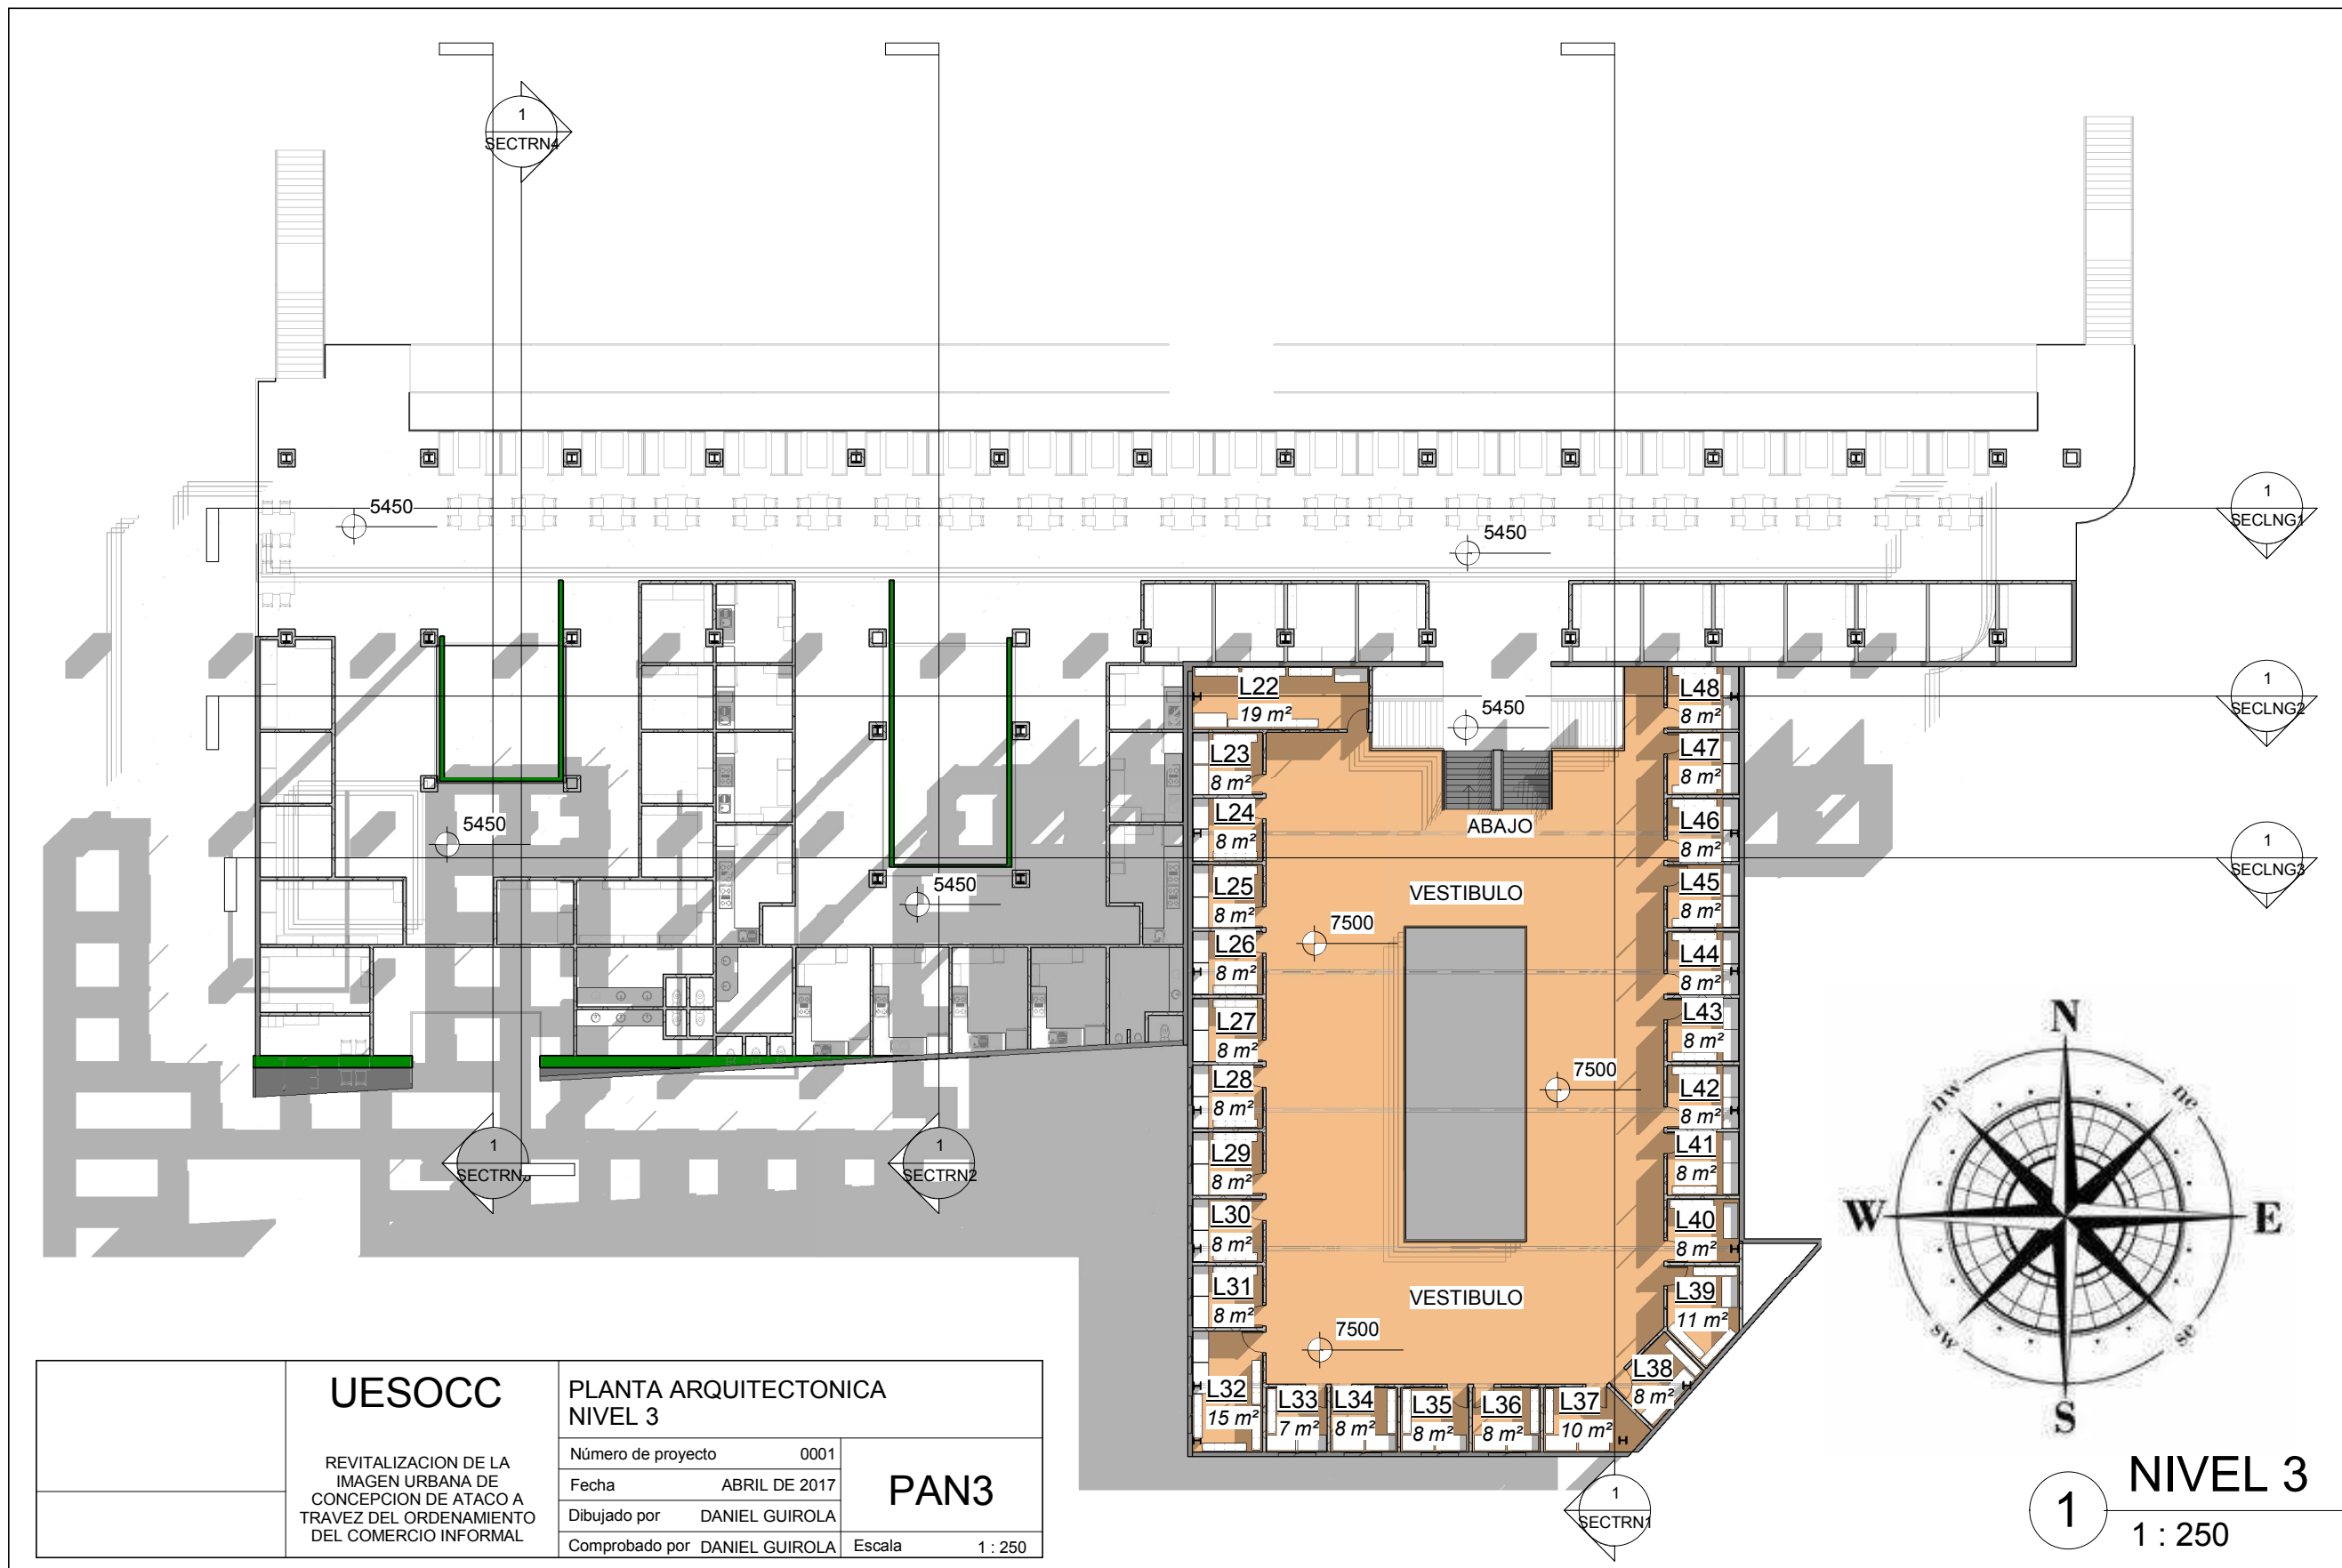 1
SECTRN4
5450
1
SECLNG1
5450
L22
19 m²
5450
L48
8 m²
1
SECLNG2
L23
8 m²
L47
8 m²
5450
L24
8 m²
ABAJO
L46
8 m²
1
SECLNG3
5450
L25
8 m²
VESTIBULO
L45
8 m²
7500
L26
8 m²
L44
8 m²
L27
8 m²
L43
8 m²
N
L28
8 m²
7500
L42
8 m²
nw
ne
1
SECTRN3
1
SECTRN2
L29
8 m²
L41
8 m²
L30
8 m²
L40
8 m²
W
E
L31
8 m²
VESTIBULO
L39
11 m²
7500
sw
se
L32
15 m²
L33
7 m²
L34
8 m²
L35
8 m²
L36
8 m²
L37
10 m²
L38
8 m²
S
1
SECTRN1
UESOCC
REVITALIZACION DE LA
IMAGEN URBANA DE
CONCEPCION DE ATACO A
TRAVEZ DEL ORDENAMIENTO
DEL COMERCIO INFORMAL
PLANTA ARQUITECTONICA
NIVEL 3
Número de proyecto 0001
Fecha ABRIL DE 2017
Dibujado por DANIEL GUIROLA
Comprobado por DANIEL GUIROLA
PAN3
Escala 1 : 250
1
NIVEL 3
1 : 250